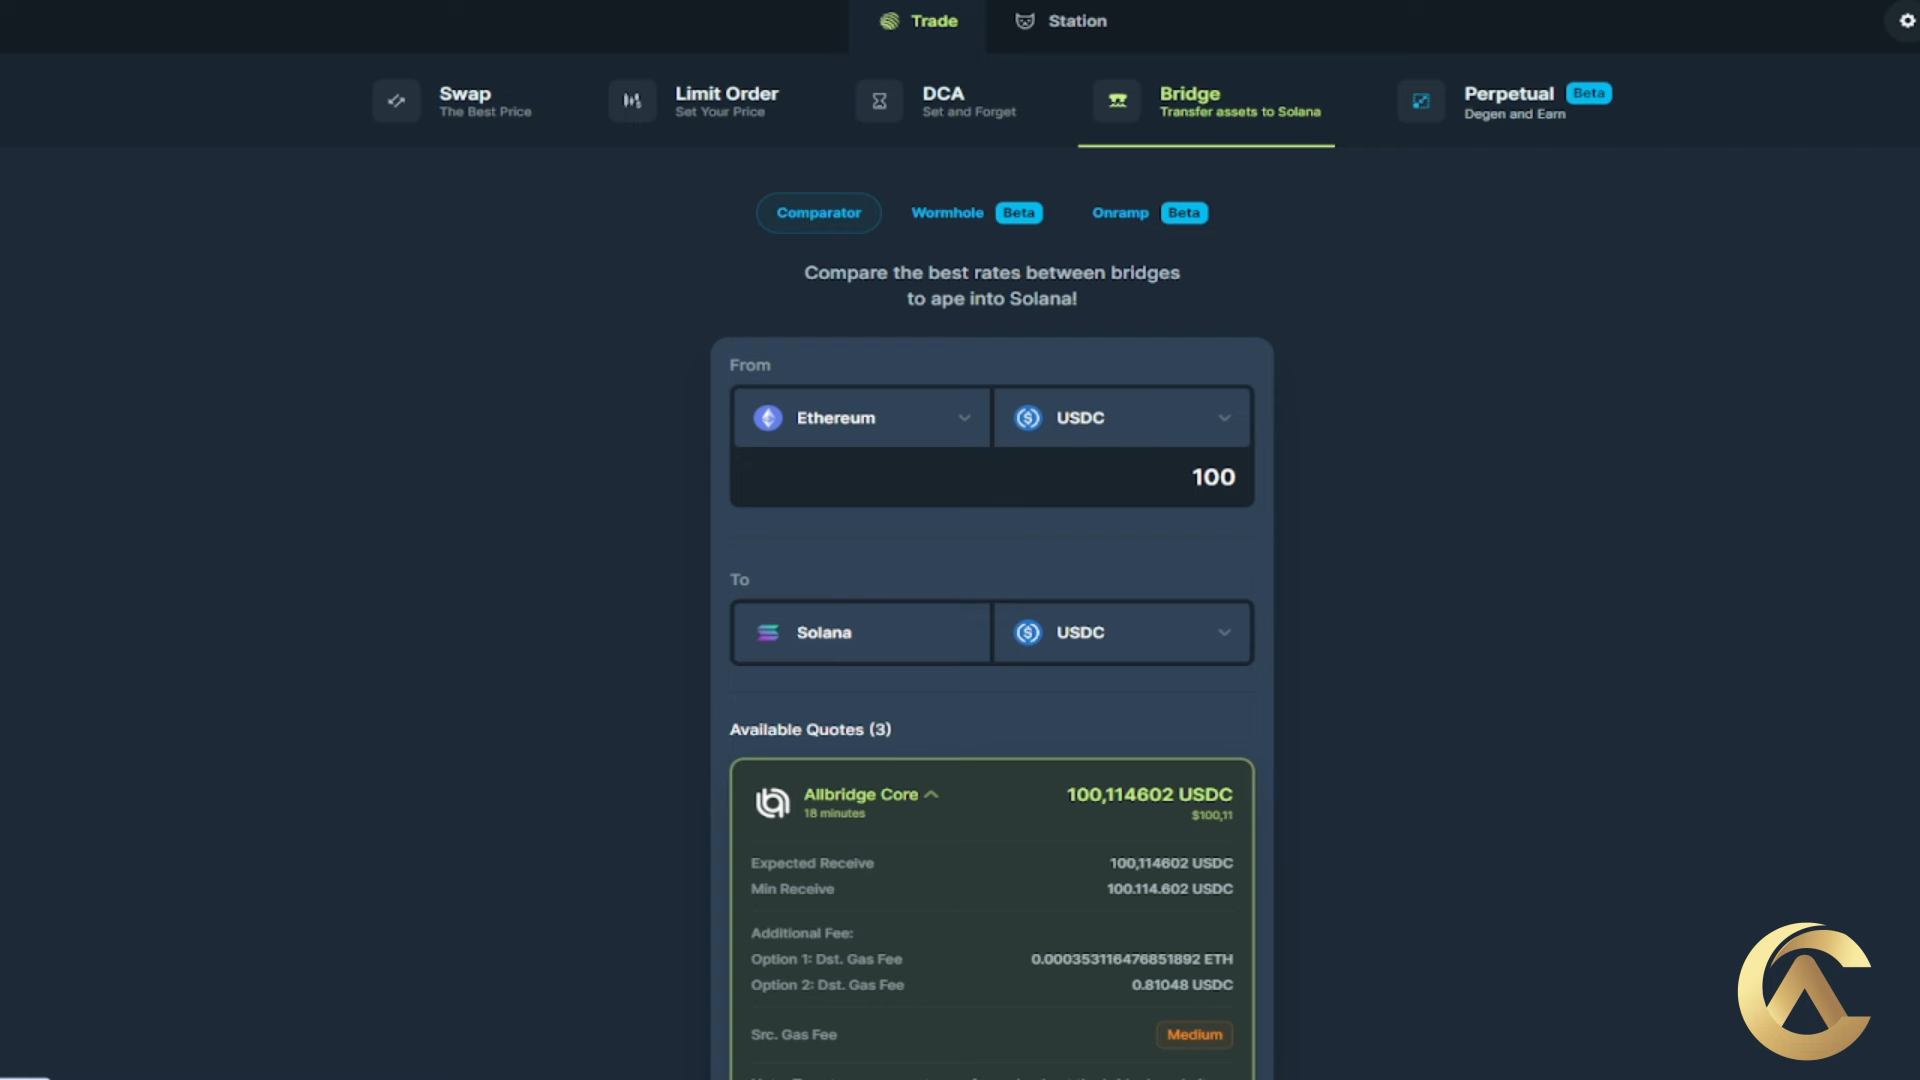 Trade
Station
Swap
The Best Price
Limit Order
Set Your Price
DCA
Set and Forget
Bridge
Transfer assets to Solana
Perpetual Beta
Degen and Earn
Comparator
Wormhole Beta
Onramp Beta
Compare the best rates between bridges
to ape into Solana!
From
Ethereum
USDC
100
To
Solana
USDC
Available Quotes (3)
Allbridge Core
100,114602 USDC
18 minutes
$100,11
Expected Receive
100,114602 USDC
Min Receive
100.114.602 USDC
Additional Fee:
Option 1: Dst. Gas Fee
0.000353116476851892 ETH
Option 2: Dst. Gas Fee
0.81048 USDC
Src. Gas Fee
Medium